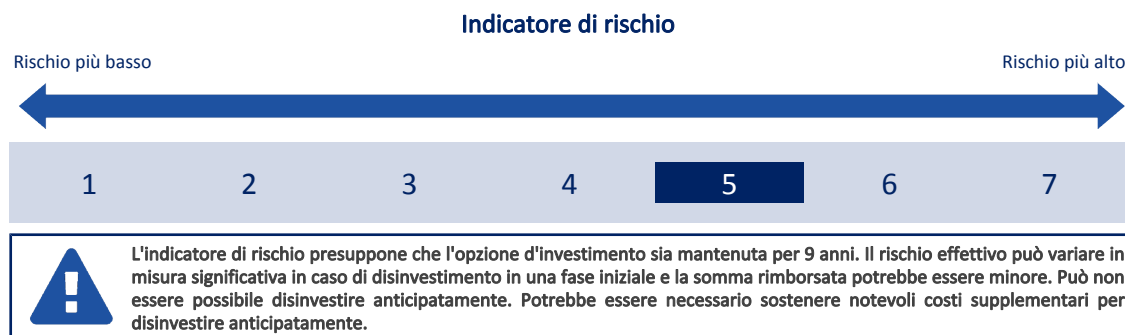 Indicatore di rischio
Rischio più basso
Rischio più alto
1 2 3 4 5 6 7
L'indicatore di rischio presuppone che l'opzione d'investimento sia mantenuta per 9 anni. Il rischio effettivo può variare in
misura significativa in caso di disinvestimento in una fase iniziale e la somma rimborsata potrebbe essere minore. Può non
essere possibile disinvestire anticipatamente. Potrebbe essere necessario sostenere notevoli costi supplementari per
disinvestire anticipatamente.